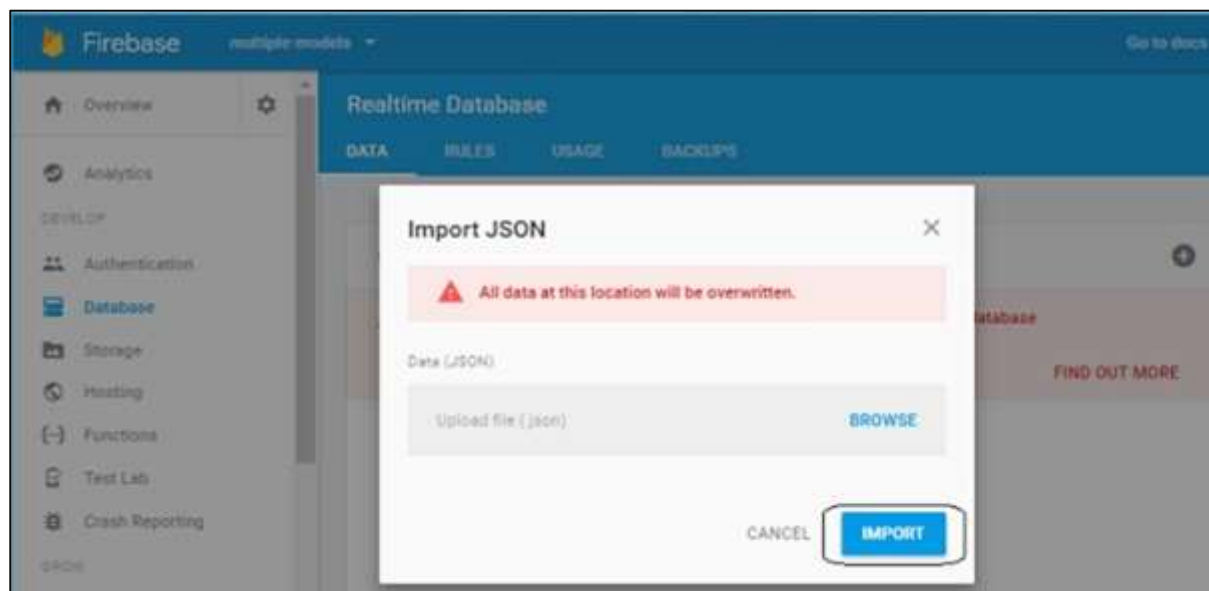 Firebase
multiple-models
Go to docs
Overview
Realtime Database
DATA
RULES
USAGE
BACKUPS
Analytics
DEVELOP
Authentication
Database
Storage
Hosting
Functions
Test Lab
Crash Reporting
GROW
Import JSON
All data at this location will be overwritten.
Data (JSON)
Upload file (.json)
BROWSE
CANCEL
IMPORT
database
FIND OUT MORE